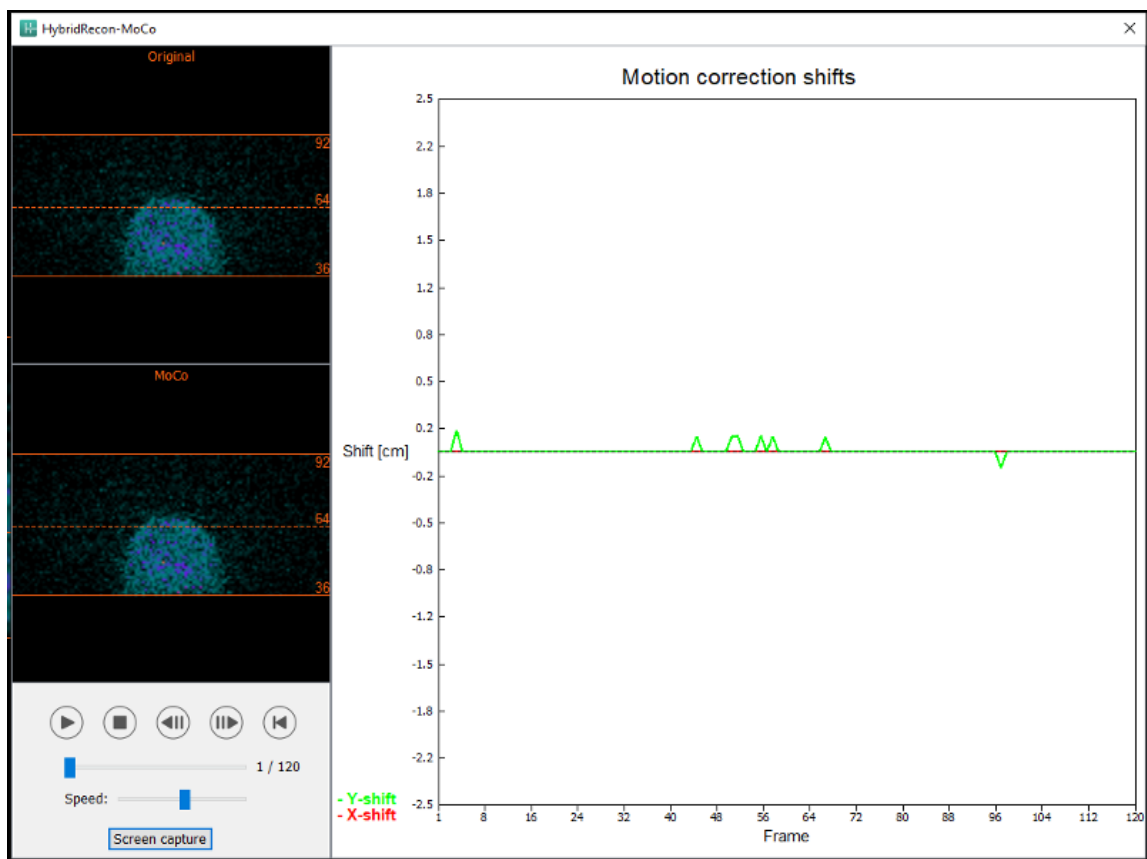 HybridRecon-MoCo
Original
92
64
36
MoCo
92
64
36
1 / 120
Speed:
Screen capture
Motion correction shifts
2.5
2.2
1.8
1.5
1.2
0.8
0.5
0.2
Shift [cm]
-0.2
-0.5
-0.8
-1.2
-1.5
-1.8
-2.2
-2.5
- Y-shift
- X-shift
1 8 16 24 32 40 48 56 64 72 80 88 96 104 112 120
Frame